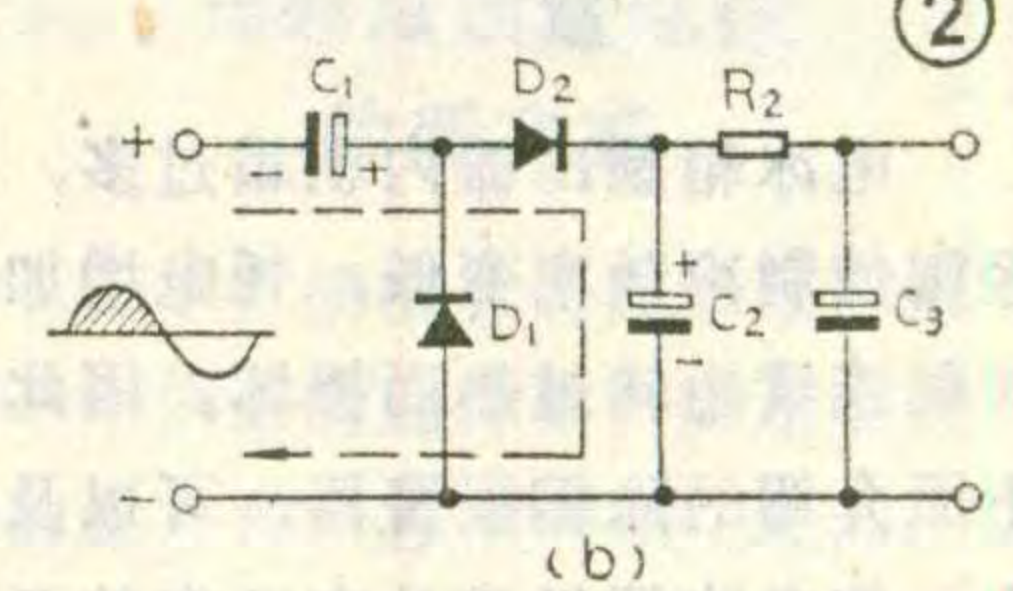 ②
C₁ D₂ R₂
+ − +
D₁ + C₂ − C₃
−
(b)